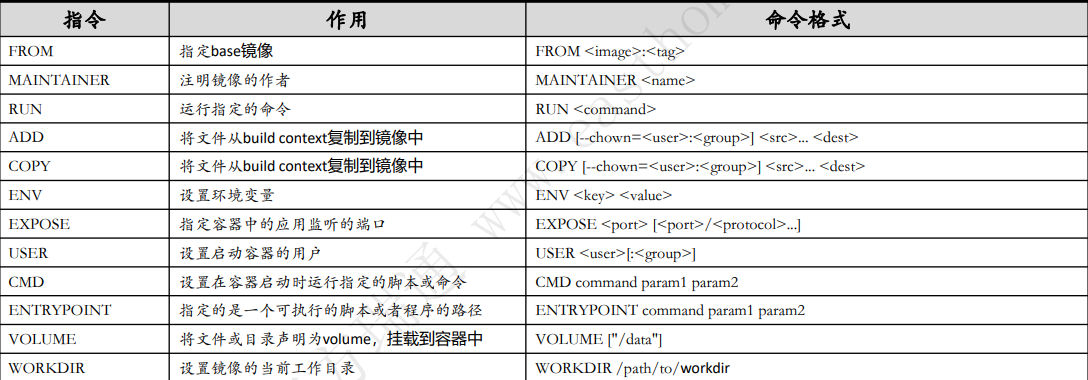 指令 作用 命令格式
FROM 指定base镜像 FROM <image>:<tag>
MAINTAINER 注明镜像的作者 MAINTAINER <name>
RUN 运行指定的命令 RUN <command>
ADD 将文件从build context复制到镜像中 ADD [--chown=<user>:<group>] <src>... <dest>
COPY 将文件从build context复制到镜像中 COPY [--chown=<user>:<group>] <src>... <dest>
ENV 设置环境变量 ENV <key> <value>
EXPOSE 指定容器中的应用监听的端口 EXPOSE <port> [<port>/<protocol>...]
USER 设置启动容器的用户 USER <user>[:<group>]
CMD 设置在容器启动时运行指定的脚本或命令 CMD command param1 param2
ENTRYPOINT 指定的是一个可执行的脚本或者程序的路径 ENTRYPOINT command param1 param2
VOLUME 将文件或目录声明为volume，挂载到容器中 VOLUME ["/data"]
WORKDIR 设置镜像的当前工作目录 WORKDIR /path/to/workdir